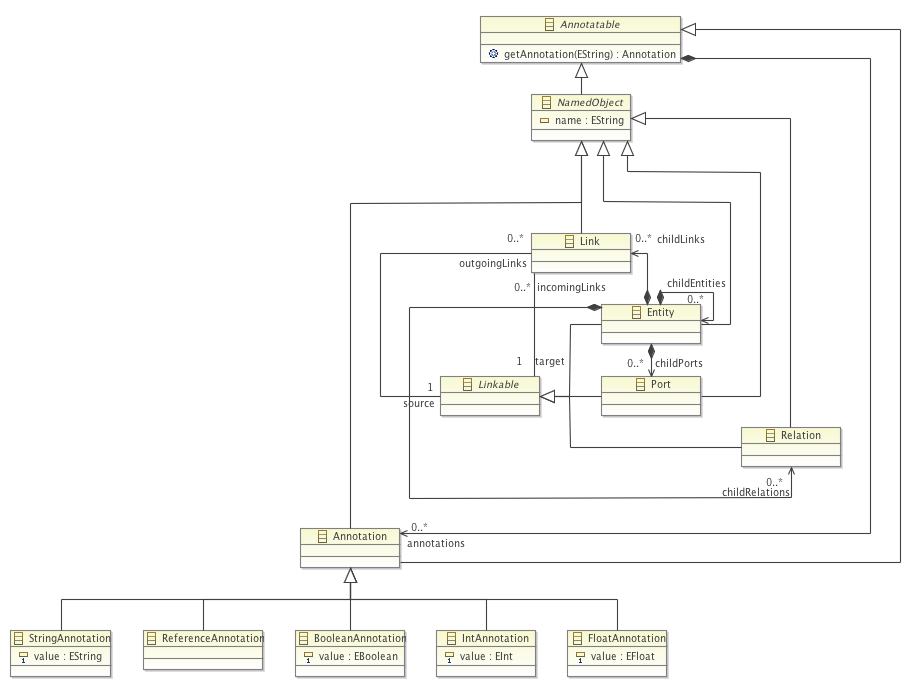 Annotatable
getAnnotation(EString) : Annotation
NamedObject
name : EString
0..*
Link
0..* childLinks
outgoingLinks
0..* incomingLinks
childEntities
0..*
Entity
1 target
0..* childPorts
1
source
Linkable
Port
Relation
0..*
childRelations
0..*
Annotation
annotations
StringAnnotation
value : EString
ReferenceAnnotation
BooleanAnnotation
value : EBoolean
IntAnnotation
value : EInt
FloatAnnotation
value : EFloat